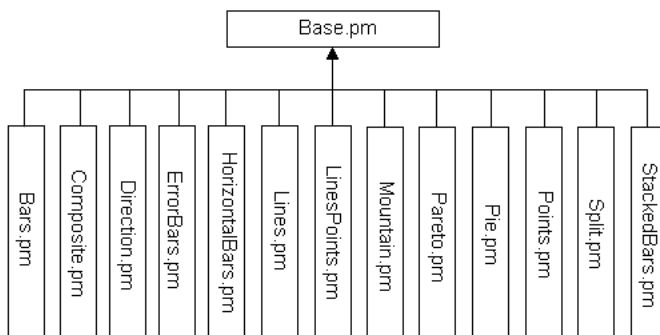 Base.pm
Bars.pm
Composite.pm
Direction.pm
ErrorBars.pm
HorizontalBars.pm
Lines.pm
LinesPoints.pm
Mountain.pm
Pareto.pm
Pie.pm
Points.pm
Split.pm
StackedBars.pm